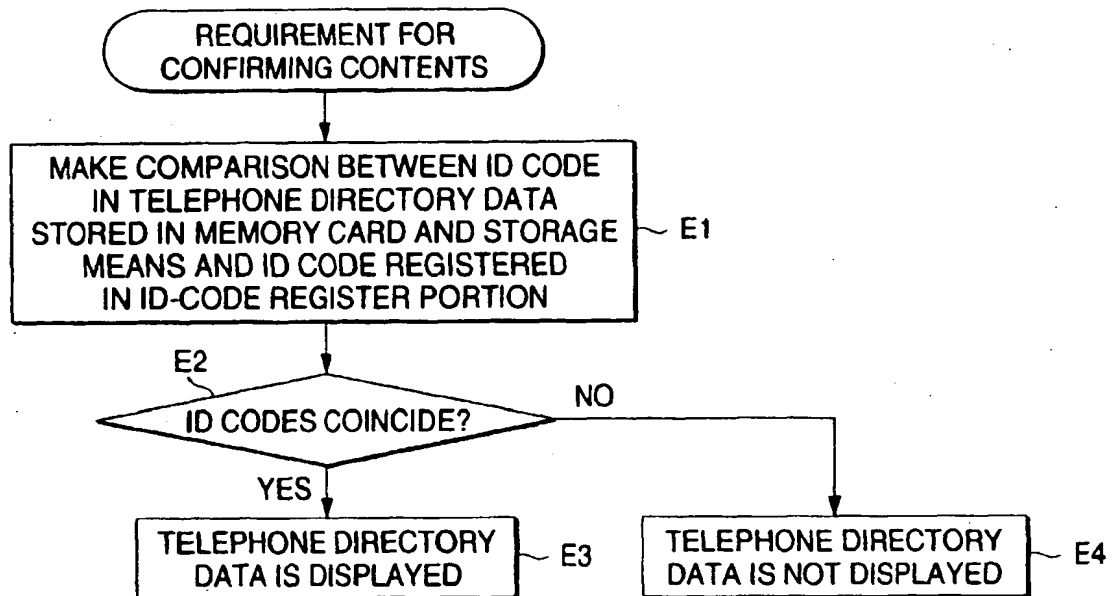 REQUIREMENT FOR
CONFIRMING CONTENTS
MAKE COMPARISON BETWEEN ID CODE
IN TELEPHONE DIRECTORY DATA
STORED IN MEMORY CARD AND STORAGE
MEANS AND ID CODE REGISTERED
IN ID-CODE REGISTER PORTION
E1
E2
ID CODES COINCIDE?
NO
YES
TELEPHONE DIRECTORY
DATA IS DISPLAYED
E3
TELEPHONE DIRECTORY
DATA IS NOT DISPLAYED
E4